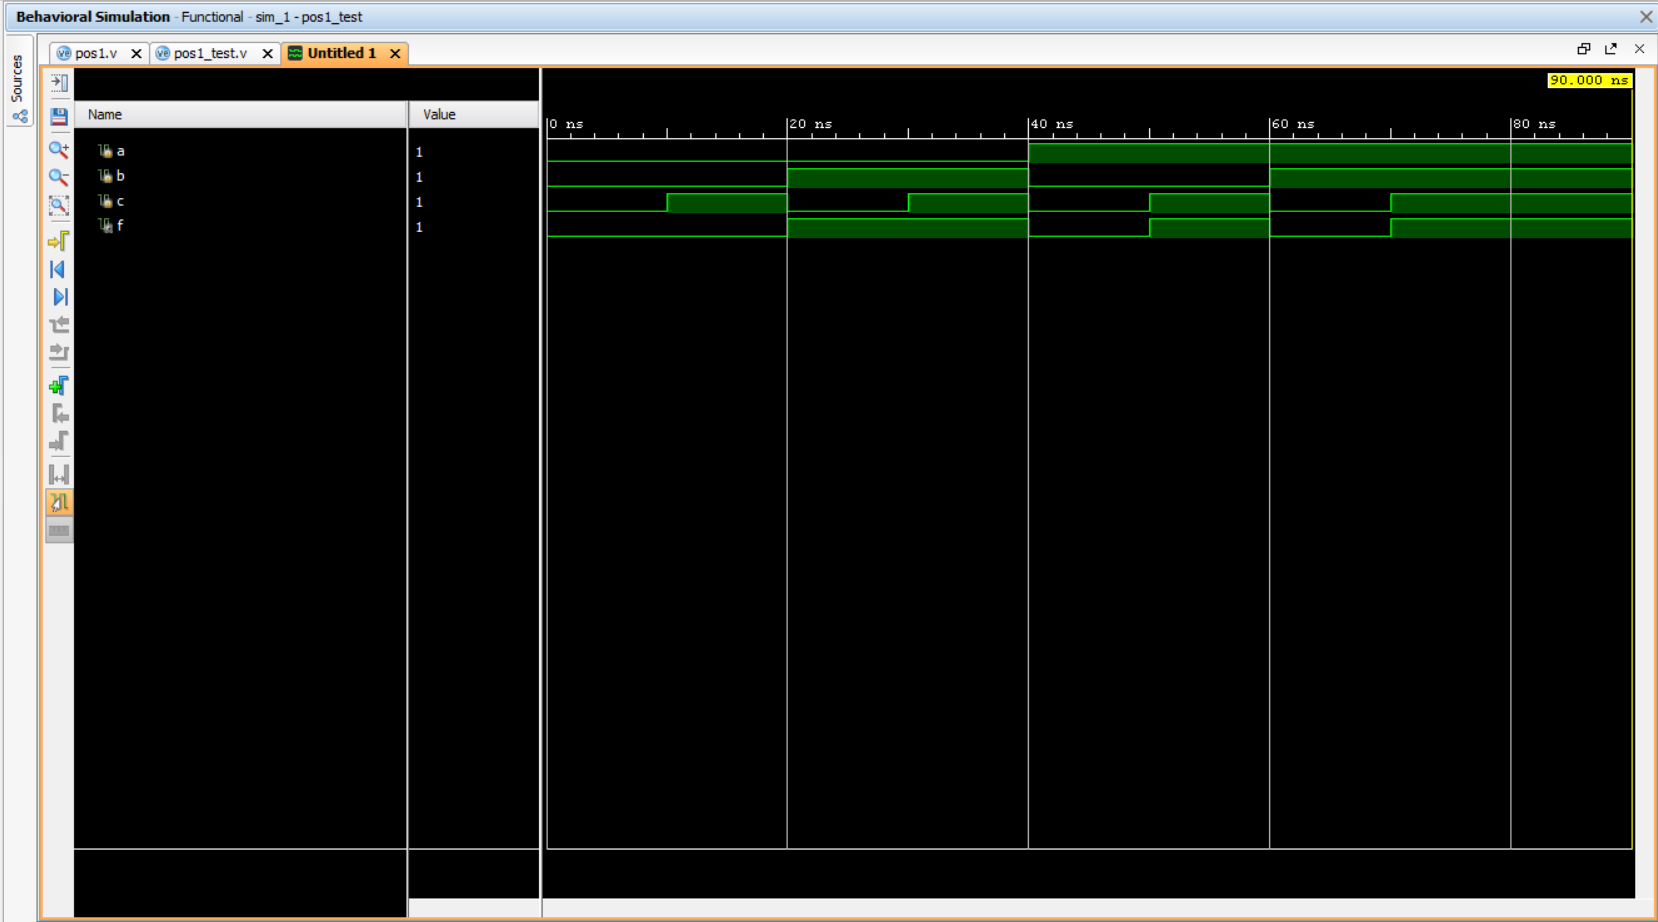 Behavioral Simulation - Functional - sim_1 - pos1_test
Sources
pos1.v
pos1_test.v
Untitled 1
90.000 ns
Name
Value
0 ns
20 ns
40 ns
60 ns
80 ns
a
1
b
1
c
1
f
1